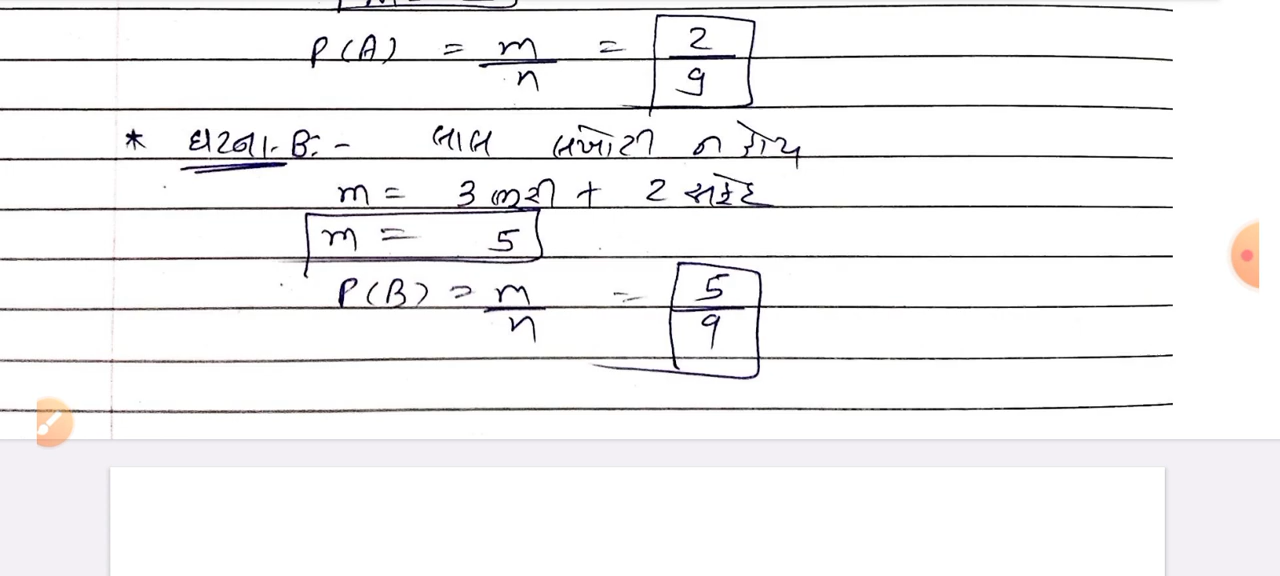 P(A) = m/n = 2/9
* ઘટના B:- લાલ લખોટી ન હોય
m = 3 ભુરી + 2 સફેદ
m = 5
P(B) = m/n = 5/9